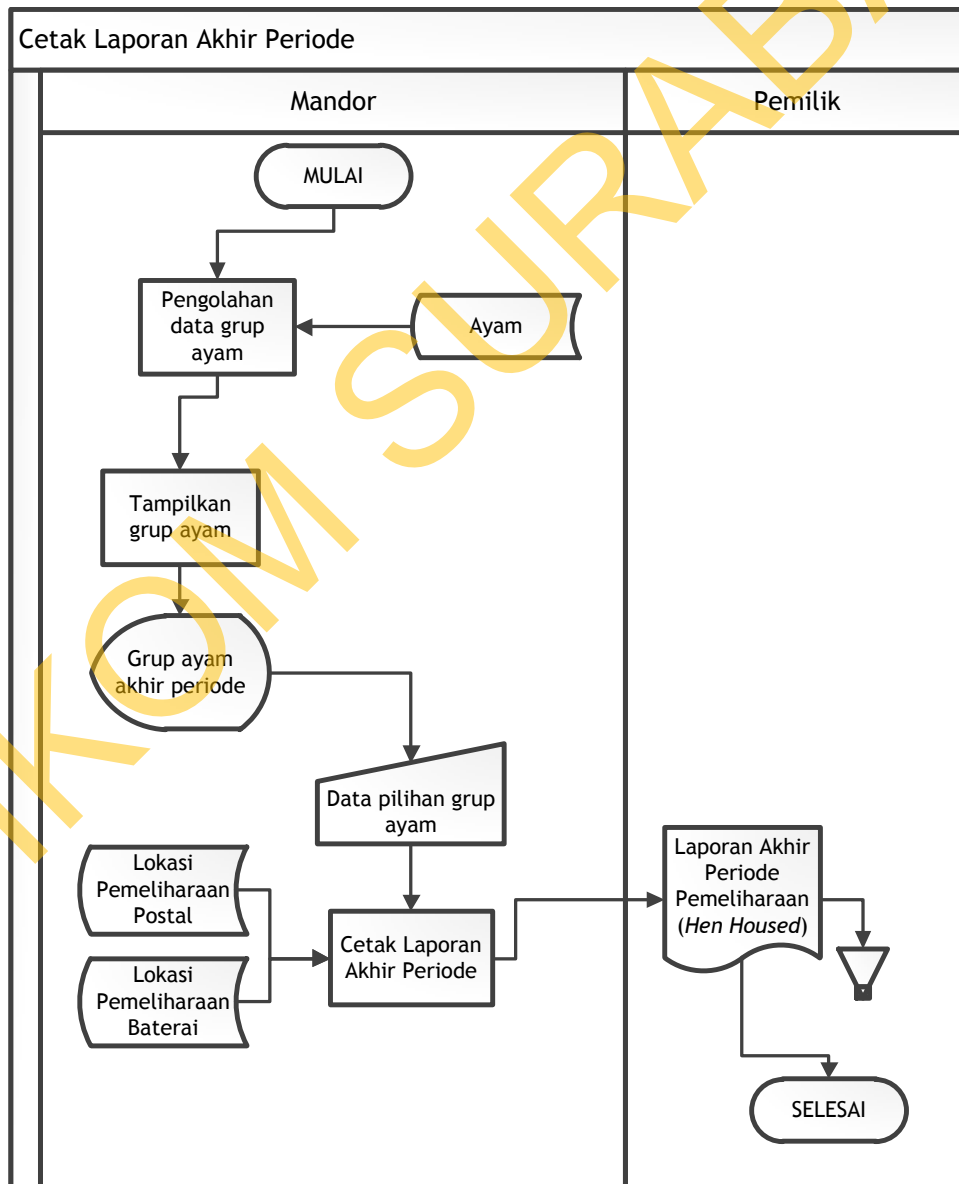 Cetak Laporan Akhir Periode
Mandor
Pemilik
MULAI
Pengolahan
data grup
ayam
Ayam
Tampilkan
grup ayam
Grup ayam
akhir periode
Data pilihan grup
ayam
Lokasi
Pemeliharaan
Postal
Lokasi
Pemeliharaan
Baterai
Cetak Laporan
Akhir Periode
Laporan Akhir
Periode
Pemeliharaan
(Hen Housed)
SELESAI
IKOM SURABA